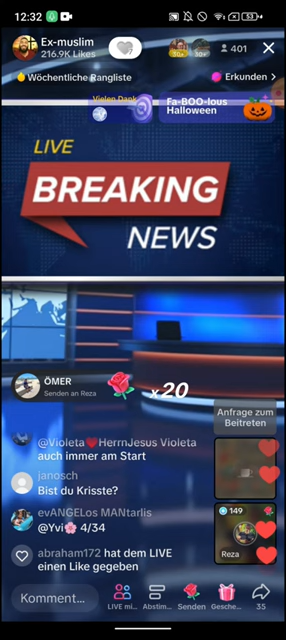 12:32
53
Ex-muslim
216.9K Likes
50+
30+
401
Wöchentliche Rangliste
Erkunden >
Vielen Dank
Fa-BOO-lous
Halloween
LIVE
BREAKING
NEWS
ÖMER
Senden an Reza
x20
Anfrage zum
Beitreten
@Violeta❤️HerrnJesus Violeta
auch immer am Start
janosch
Bist du Krisste?
evANGELos MANtarlis
@Yvi🌸 4/34
149
Reza
abraham172 hat dem LIVE
einen Like gegeben
Komment...
LIVE mi...
Abstim...
Senden
Gesche...
35